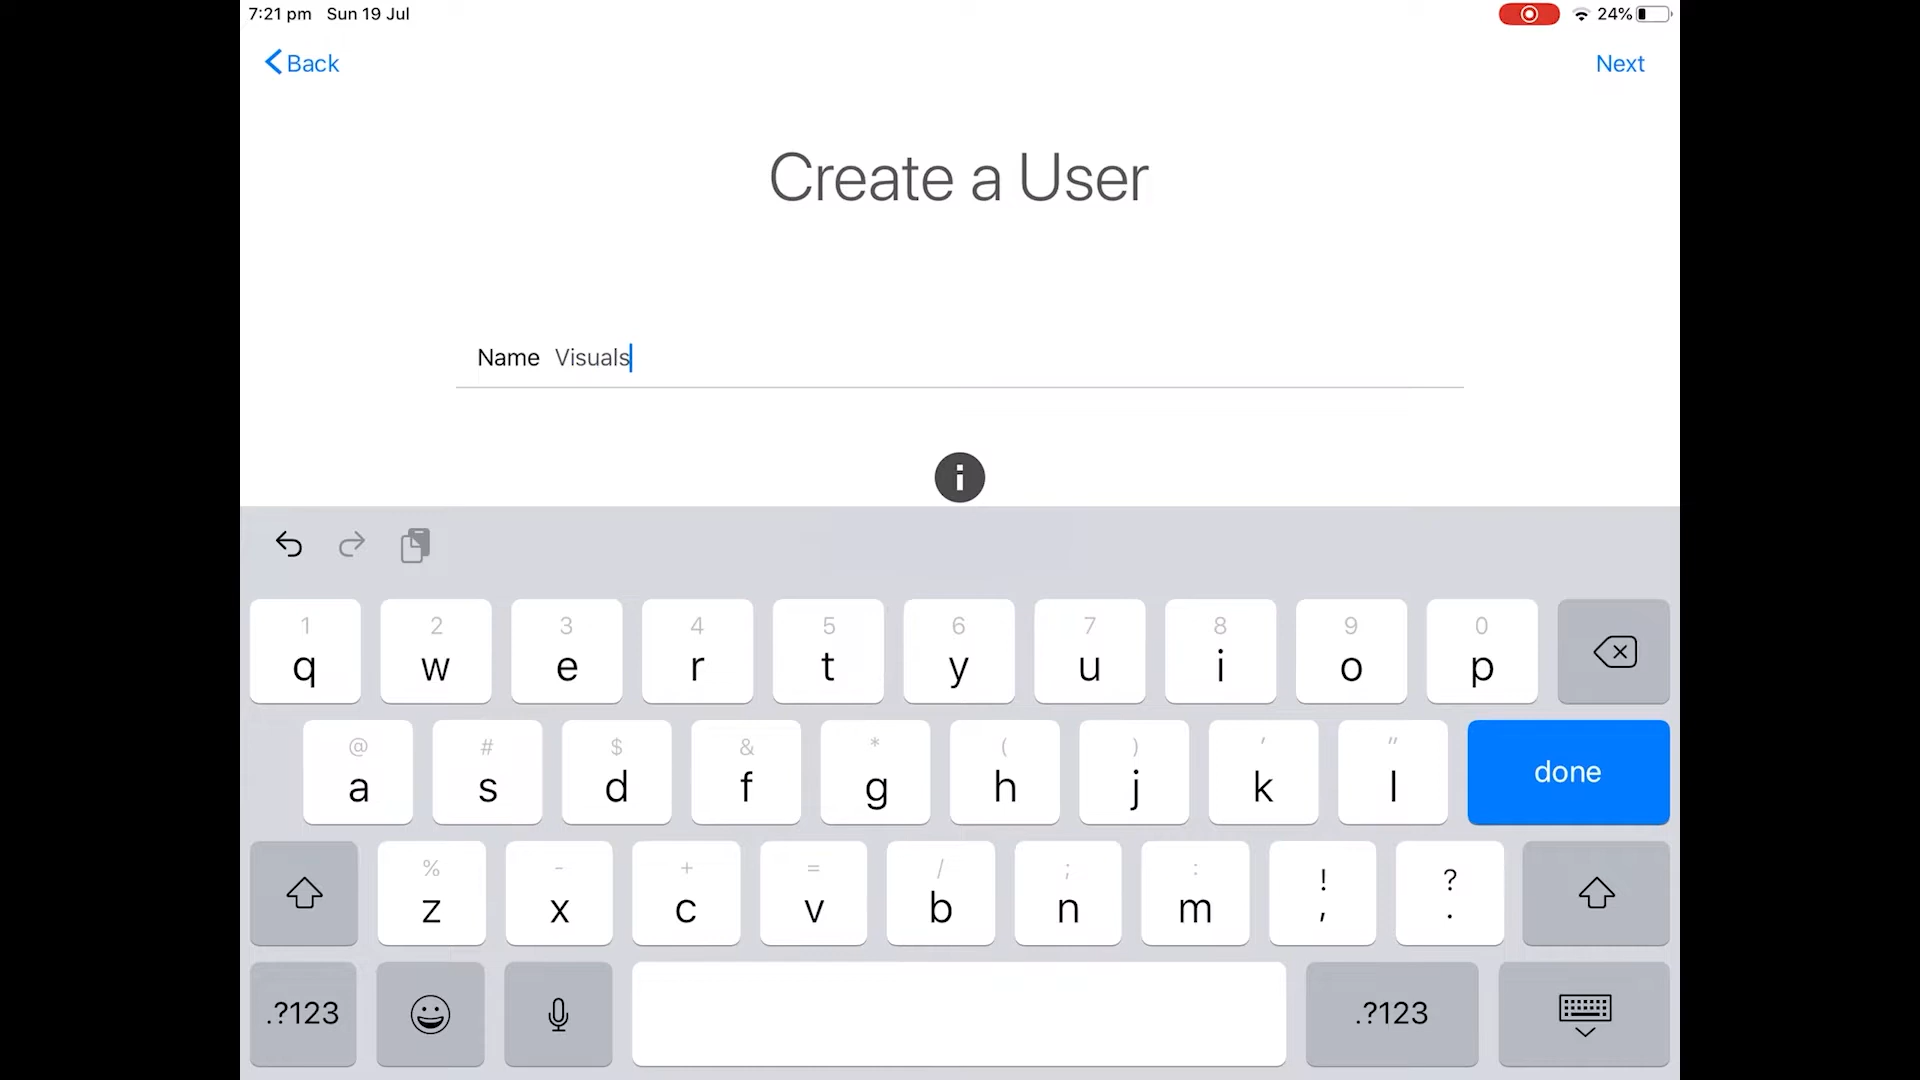 7:21 pm Sun 19 Jul 24%
Back Next
Create a User
Name Visuals
i
1 2 3 4 5 6 7 8 9 0
q w e r t y u i o p
@ # $ & * ( ) ' "
a s d f g h j k l done
% - + = / ; : ! ?
z x c v b n m , .
.?123 .?123